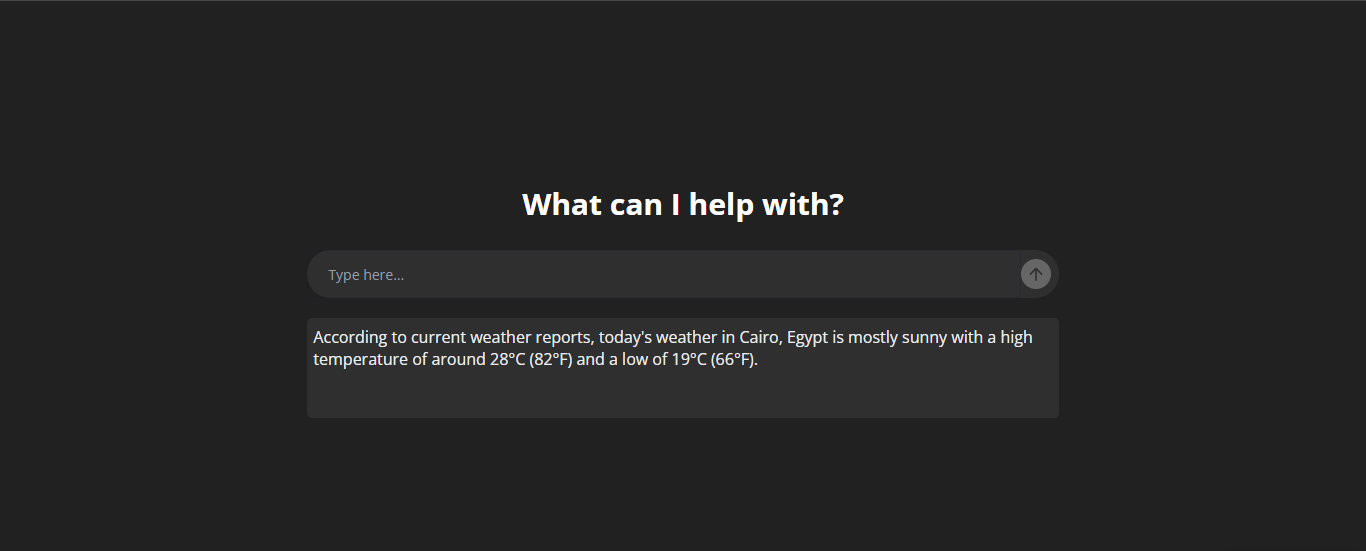 What can I help with?
Type here...
According to current weather reports, today's weather in Cairo, Egypt is mostly sunny with a high
temperature of around 28°C (82°F) and a low of 19°C (66°F).